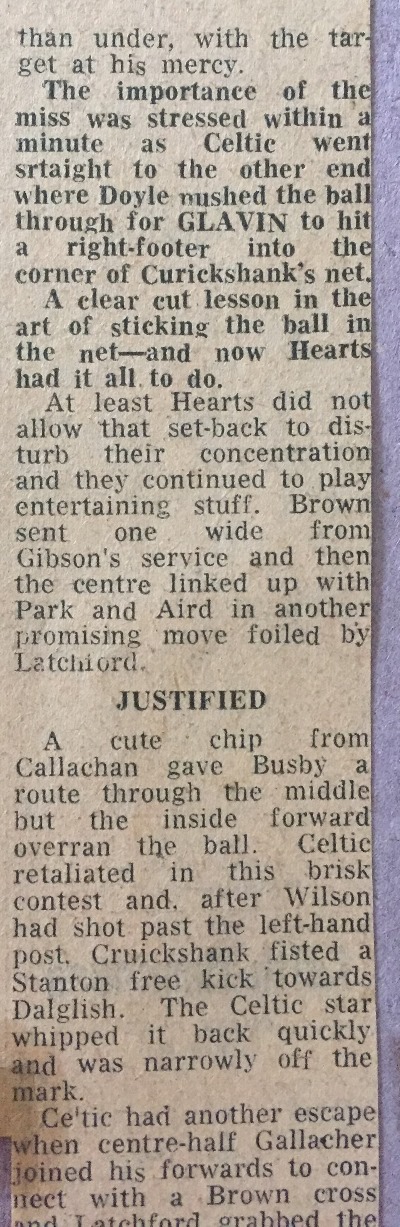 than under, with the tar-
get at his mercy.
The importance of the
miss was stressed within a
minute as Celtic went
srtaight to the other end
where Doyle pushed the ball
through for GLAVIN to hit
a right-footer into the
corner of Curickshank's net.
A clear cut lesson in the
art of sticking the ball in
the net—and now Hearts
had it all to do.
At least Hearts did not
allow that set-back to dis-
turb their concentration
and they continued to play
entertaining stuff. Brown
sent one wide from
Gibson's service and then
the centre linked up with
Park and Aird in another
promising move foiled by
Latchford.
JUSTIFIED
A cute chip from
Callachan gave Busby a
route through the middle
but the inside forward
overran the ball. Celtic
retaliated in this brisk
contest and, after Wilson
had shot past the left-hand
post, Cruickshank fisted a
Stanton free kick towards
Dalglish. The Celtic star
whipped it back quickly
and was narrowly off the
mark.
Celtic had another escape
when centre-half Gallacher
joined his forwards to con-
nect with a Brown cross
and Latchford grabbed the